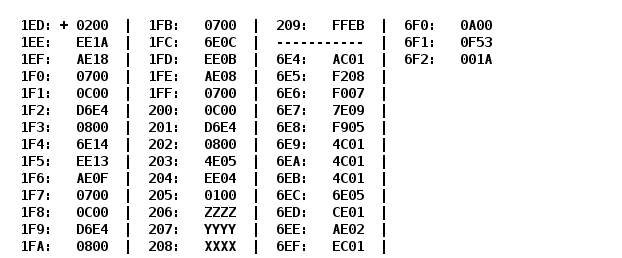 1ED: + 0200 | 1FB: 0700 | 209: FFEB | 6F0: 0A00
1EE: EE1A | 1FC: 6E0C | ----------- | 6F1: 0F53
1EF: AE18 | 1FD: EE0B | 6E4: AC01 | 6F2: 001A
1F0: 0700 | 1FE: AE08 | 6E5: F208 |
1F1: 0C00 | 1FF: 0700 | 6E6: F007 |
1F2: D6E4 | 200: 0C00 | 6E7: 7E09 |
1F3: 0800 | 201: D6E4 | 6E8: F905 |
1F4: 6E14 | 202: 0800 | 6E9: 4C01 |
1F5: EE13 | 203: 4E05 | 6EA: 4C01 |
1F6: AE0F | 204: EE04 | 6EB: 4C01 |
1F7: 0700 | 205: 0100 | 6EC: 6E05 |
1F8: 0C00 | 206: ZZZZ | 6ED: CE01 |
1F9: D6E4 | 207: YYYY | 6EE: AE02 |
1FA: 0800 | 208: XXXX | 6EF: EC01 |